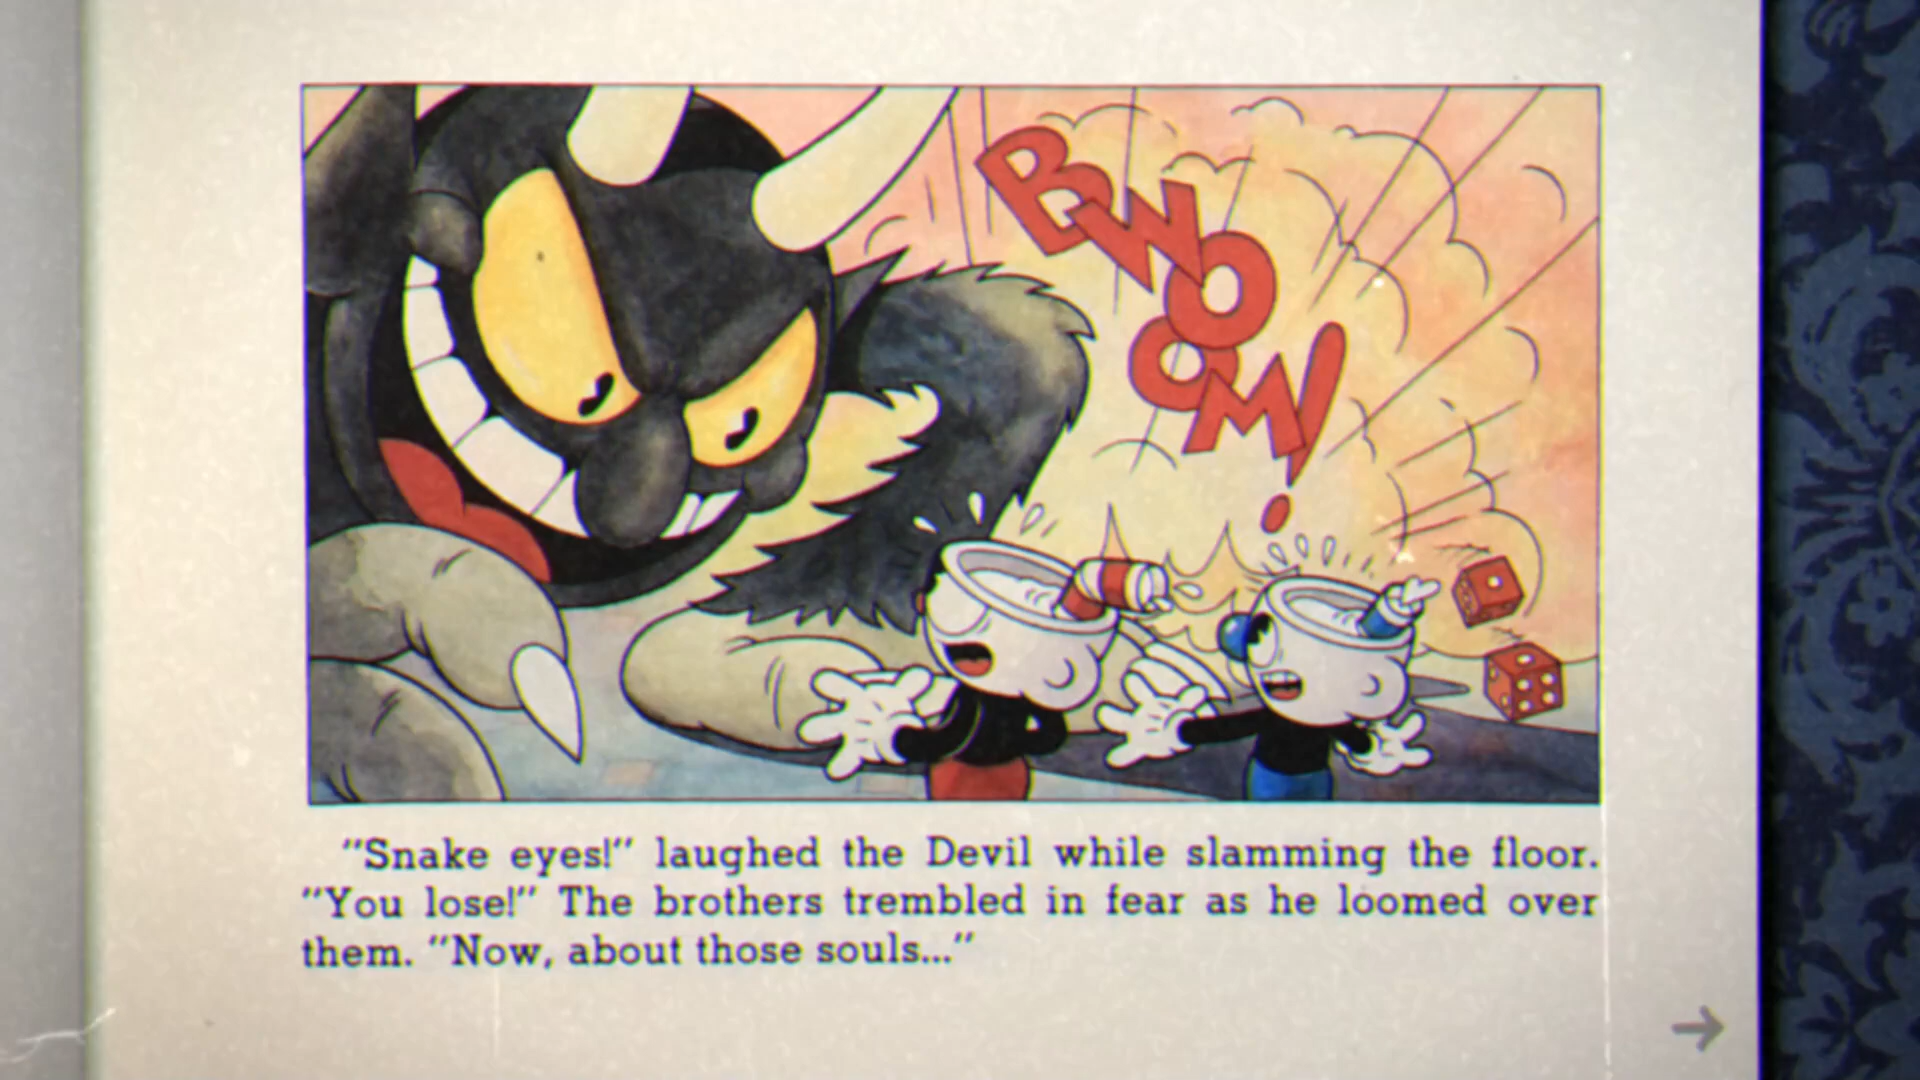 BWOOM!
“Snake eyes!” laughed the Devil while slamming the floor.
“You lose!” The brothers trembled in fear as he loomed over
them. “Now, about those souls...”